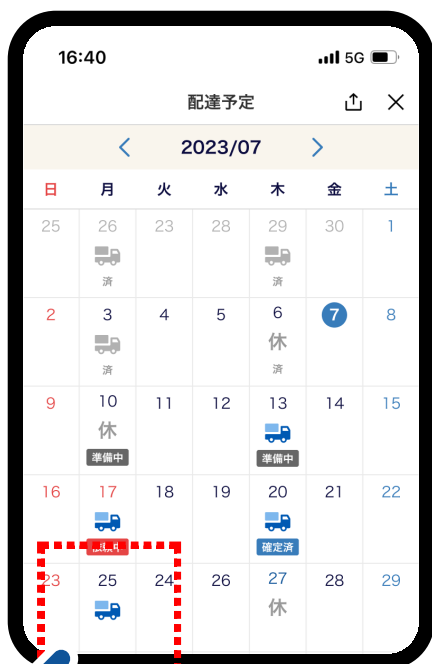 16:40 5G
配達予定
2023/07
日 月 火 水 木 金 土
25 26 23 28 29 30 1
済 済
2 3 4 5 6 7 8
休
済 済
9 10 11 12 13 14 15
休
準備中 準備中
16 17 18 19 20 21 22
確定済
23 25 24 26 27 28 29
休